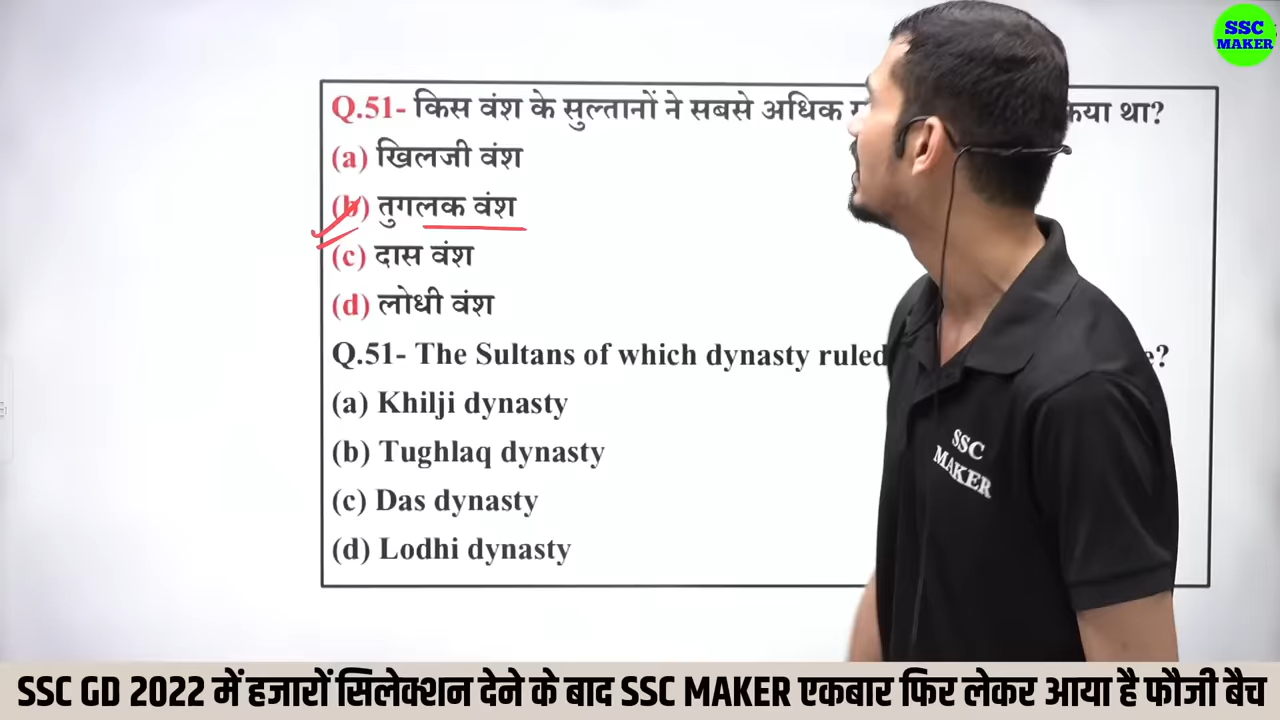 SSC
MAKER
Q.51- किस वंश के सुल्तानों ने सबसे अधिक था?
(a) खिलजी वंश
(b) तुगलक वंश
(c) दास वंश
(d) लोधी वंश
Q.51- The Sultans of which dynasty ruled
(a) Khilji dynasty
(b) Tughlaq dynasty
(c) Das dynasty
(d) Lodhi dynasty
SSC
MAKER
SSC GD 2022 में हजारों सिलेक्शन देने के बाद SSC MAKER एकबार फिर लेकर आया है फौजी बैच